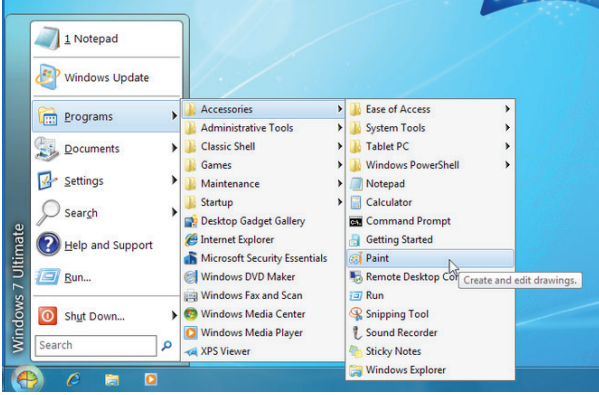 1 Notepad
Windows Update
Programs
Documents
Settings
Search
Help and Support
Run...
Shut Down...
Search
Windows 7 Ultimate
Accessories
Administrative Tools
Classic Shell
Games
Maintenance
Startup
Desktop Gadget Gallery
Internet Explorer
Microsoft Security Essentials
Windows DVD Maker
Windows Fax and Scan
Windows Media Center
Windows Media Player
XPS Viewer
Ease of Access
System Tools
Tablet PC
Windows PowerShell
Notepad
Calculator
Command Prompt
Getting Started
Paint
Remote Desktop Co
Create and edit drawings.
Run
Snipping Tool
Sound Recorder
Sticky Notes
Windows Explorer